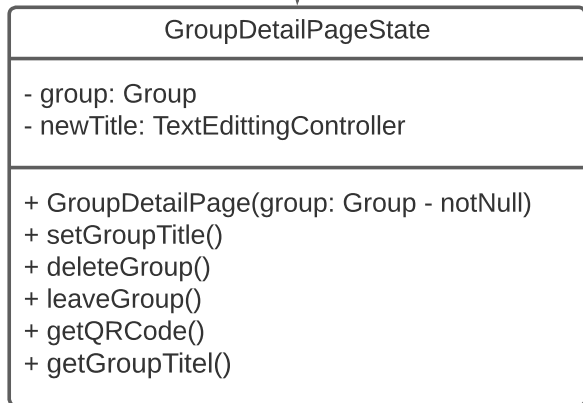 GroupDetailPageState
- group: Group
- newTitle: TextEdittingController
+ GroupDetailPage(group: Group - notNull)
+ setGroupTitle()
+ deleteGroup()
+ leaveGroup()
+ getQRCode()
+ getGroupTitel()